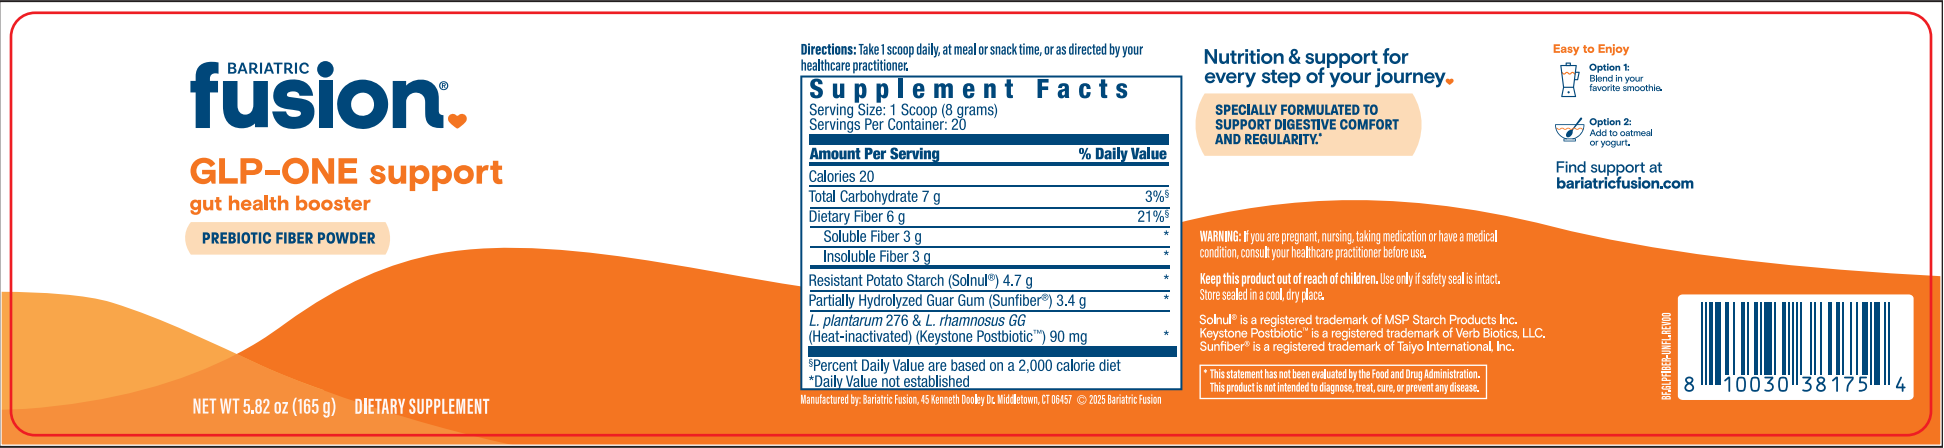 BARIATRIC
fusion®
GLP-ONE support
gut health booster
PREBIOTIC FIBER POWDER
NET WT 5.82 oz (165 g) DIETARY SUPPLEMENT
Directions: Take 1 scoop daily, at meal or snack time, or as directed by your
healthcare practitioner.
Supplement Facts
Serving Size: 1 Scoop (8 grams)
Servings Per Container: 20
Amount Per Serving % Daily Value
Calories 20
Total Carbohydrate 7 g 3%§
Dietary Fiber 6 g 21%§
Soluble Fiber 3 g *
Insoluble Fiber 3 g *
Resistant Potato Starch (Solnul®) 4.7 g *
Partially Hydrolyzed Guar Gum (Sunfiber®) 3.4 g *
L. plantarum 276 & L. rhamnosus GG
(Heat-inactivated) (Keystone Postbiotic™) 90 mg *
§Percent Daily Value are based on a 2,000 calorie diet
*Daily Value not established
Manufactured by: Bariatric Fusion, 45 Kenneth Dooley Dr. Middletown, CT 06457 © 2025 Bariatric Fusion
Nutrition & support for
every step of your journey
SPECIALLY FORMULATED TO
SUPPORT DIGESTIVE COMFORT
AND REGULARITY.*
WARNING: If you are pregnant, nursing, taking medication or have a medical
condition, consult your healthcare practitioner before use.
Keep this product out of reach of children. Use only if safety seal is intact.
Store sealed in a cool, dry place.
Solnul® is a registered trademark of MSP Starch Products Inc.
Keystone Postbiotic™ is a registered trademark of Verb Biotics, LLC.
Sunfiber® is a registered trademark of Taiyo International, Inc.
* This statement has not been evaluated by the Food and Drug Administration.
This product is not intended to diagnose, treat, cure, or prevent any disease.
Easy to Enjoy
Option 1:
Blend in your
favorite smoothie.
Option 2:
Add to oatmeal
or yogurt.
Find support at
bariatricfusion.com
BF.GLPFIBER-UNFL.REV00
8 10030 38175 4